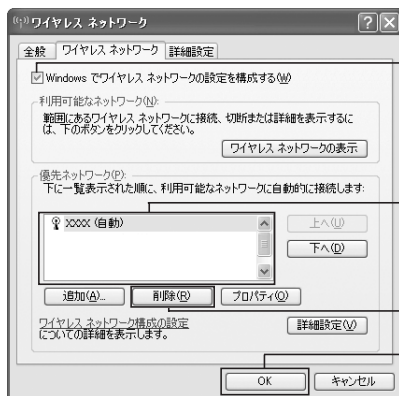 ワイヤレス ネットワーク
全般 ワイヤレス ネットワーク 詳細設定
Windows でワイヤレス ネットワークの設定を構成する(W)
利用可能なネットワーク(N):
範囲にあるワイヤレス ネットワークに接続、切断または詳細を表示するに
は、下のボタンをクリックしてください。
ワイヤレス ネットワークの表示
優先ネットワーク(P):
下に一覧表示された順に、利用可能なネットワークに自動的に接続します:
XXXX (自動)
上へ(U)
下へ(D)
追加(A)... 削除(R) プロパティ(O)
ワイヤレス ネットワーク構成の設定
についての詳細を表示します。
詳細設定(V)
OK キャンセル